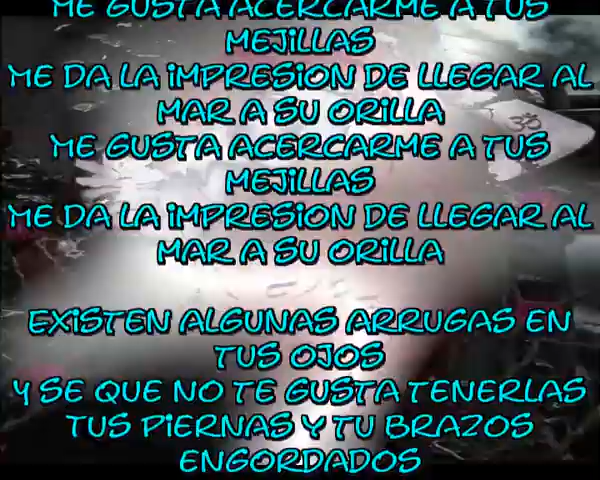 ME GUSTA ACERCARME A TUS
MEJILLAS
ME DA LA IMPRESION DE LLEGAR AL
MAR A SU ORILLA
ME GUSTA ACERCARME A TUS
MEJILLAS
ME DA LA IMPRESION DE LLEGAR AL
MAR A SU ORILLA
EXISTEN ALGUNAS ARRUGAS EN
TUS OJOS
Y SE QUE NO TE GUSTA TENERLAS
TUS PIERNAS Y TU BRAZOS
ENGORDADOS